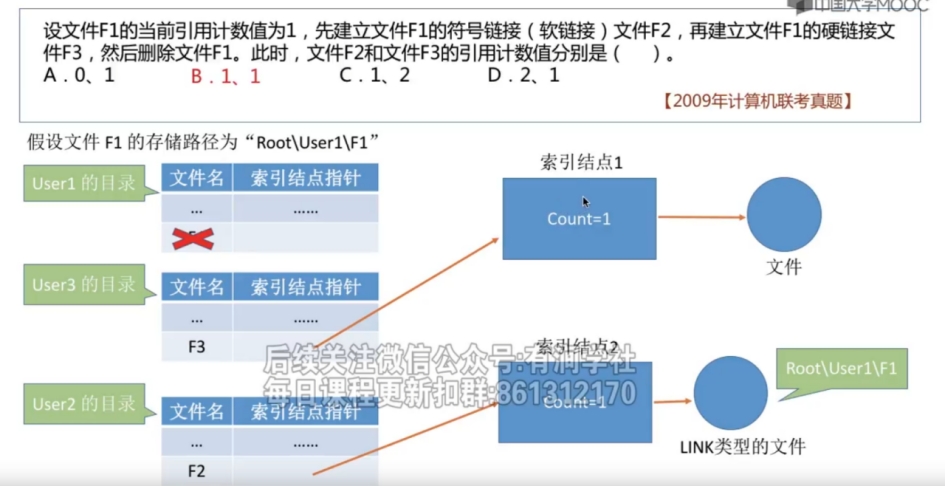 中国大学MOOC
设文件F1的当前引用计数值为1，先建立文件F1的符号链接（软链接）文件F2，再建立文件F1的硬链接文
件F3，然后删除文件F1。此时，文件F2和文件F3的引用计数值分别是（ ）。
A．0、1 B．1、1 C．1、2 D．2、1
【2009年计算机联考真题】
假设文件 F1 的存储路径为“Root\User1\F1”
User1 的目录
文件名 索引结点指针
... ……
索引结点1
Count=1
文件
User3 的目录
文件名 索引结点指针
... ……
F3
后续关注微信公众号:有润学社
每日课程更新扣群:861312170
User2 的目录
文件名 索引结点指针
... ……
F2
索引结点2
Count=1
Root\User1\F1
LINK类型的文件